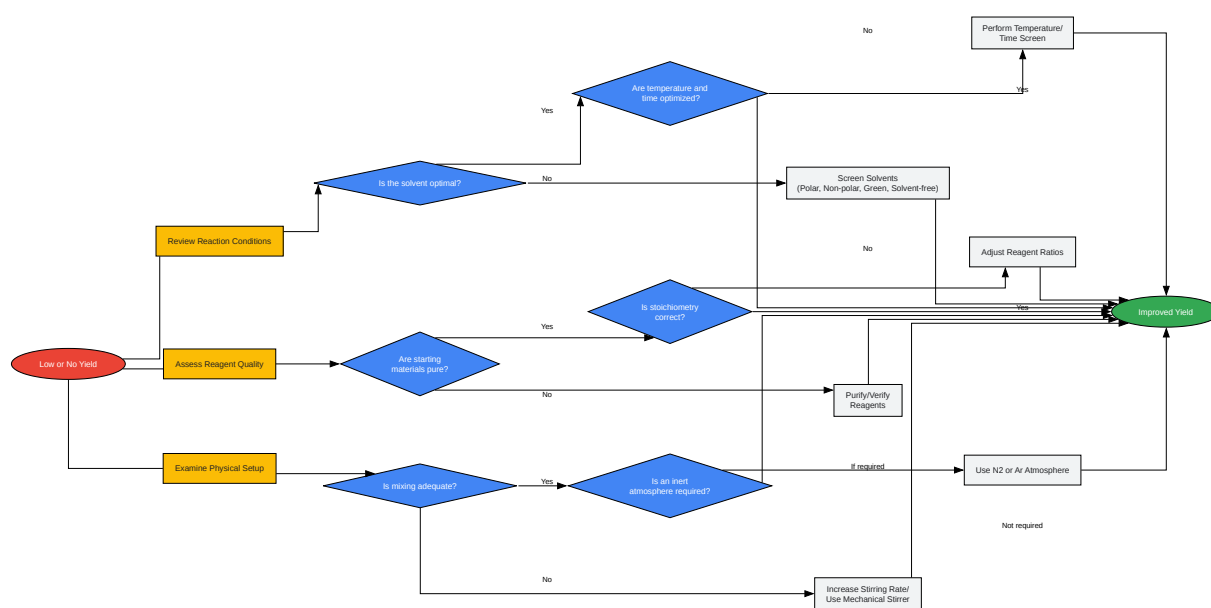 No
Perform Temperature/
Time Screen
Are temperature and
time optimized?
Yes
Yes
Is the solvent optimal?
No
Screen Solvents
(Polar, Non-polar, Green, Solvent-free)
Review Reaction Conditions
No
Adjust Reagent Ratios
Is stoichiometry
correct?
Yes
Improved Yield
Yes
Low or No Yield
Assess Reagent Quality
Are starting
materials pure?
No
Purify/Verify
Reagents
Examine Physical Setup
Is mixing adequate?
Yes
Is an inert
atmosphere required?
If required
Use N2 or Ar Atmosphere
Not required
No
Increase Stirring Rate/
Use Mechanical Stirrer